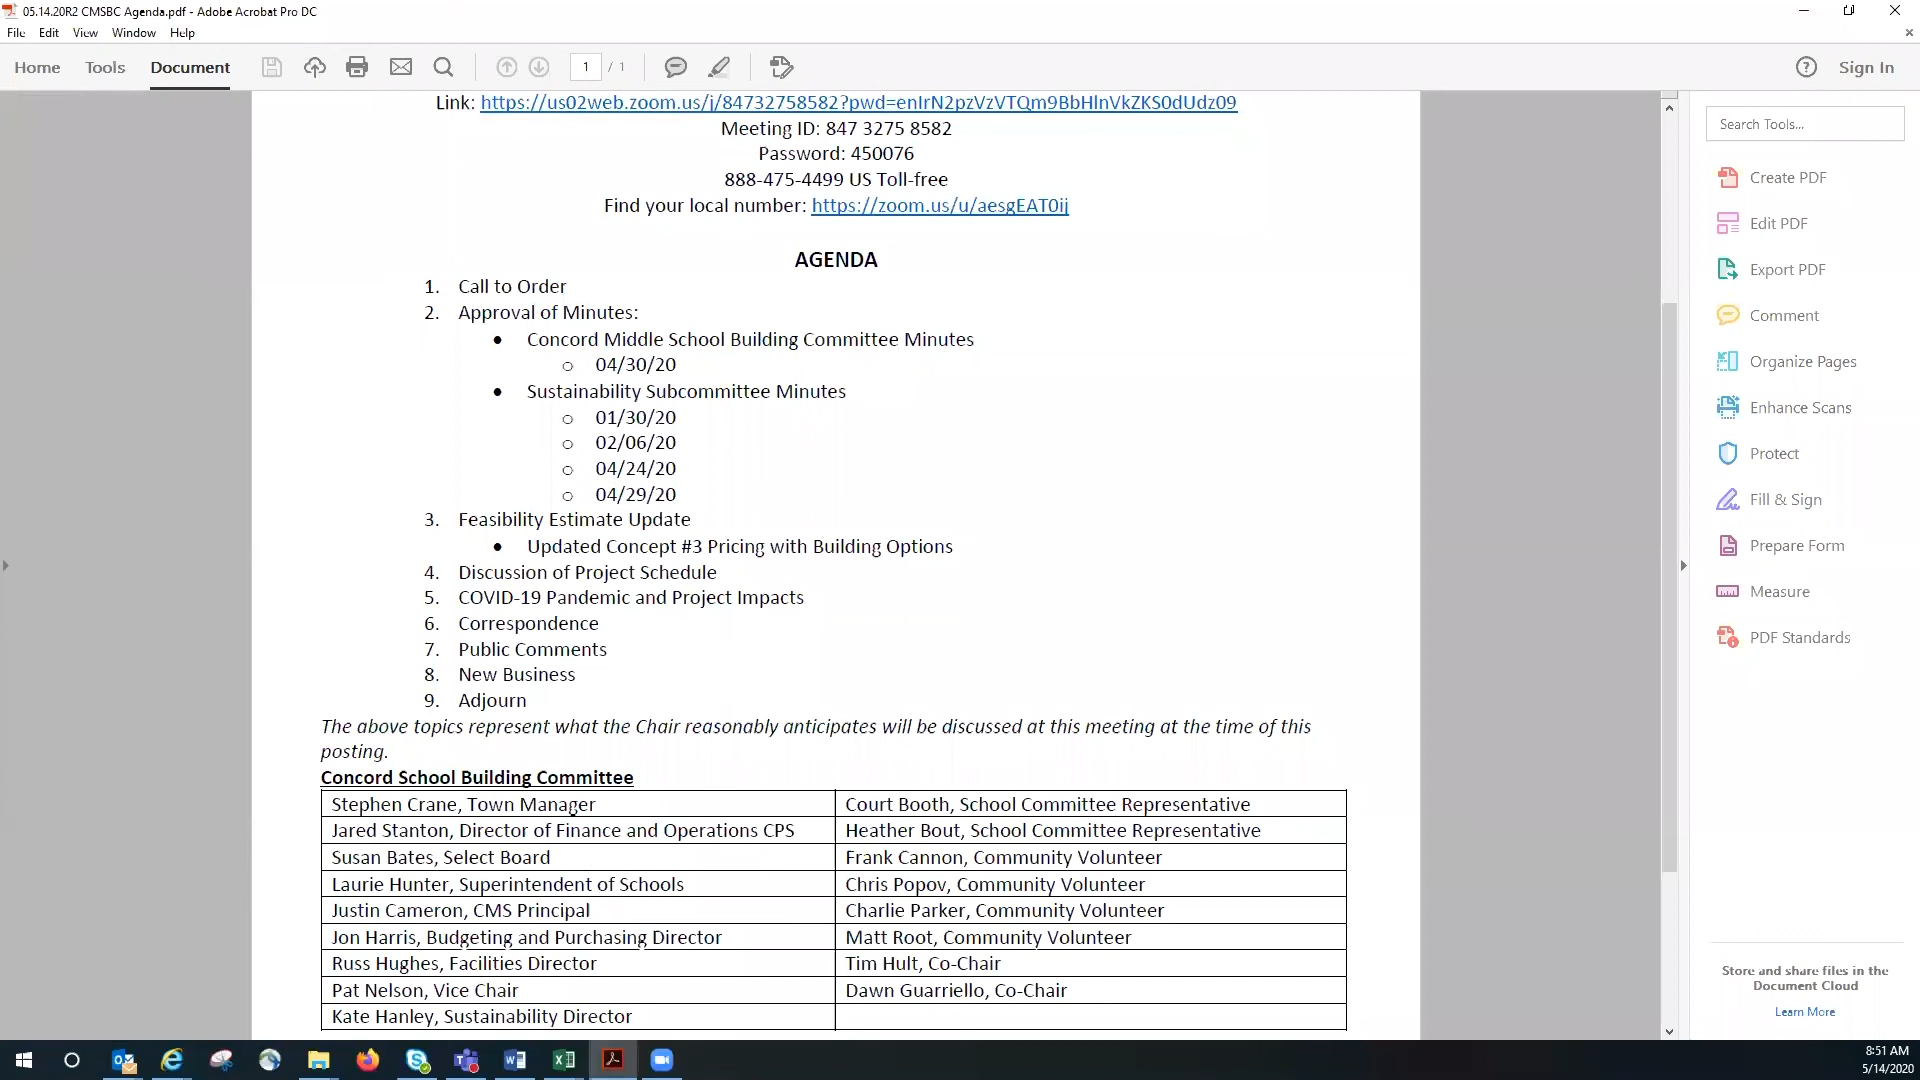 05.14.20R2 CMSBC Agenda.pdf - Adobe Acrobat Pro DC
File Edit View Window Help
Home Tools Document 1 / 1 Sign In
Link: https://us02web.zoom.us/j/84732758582?pwd=enIrN2pzVzVTQm9BbHlnVkZKS0dUdz09
Meeting ID: 847 3275 8582
Password: 450076
888-475-4499 US Toll-free
Find your local number: https://zoom.us/u/aesgEAT0ij
AGENDA
1. Call to Order
2. Approval of Minutes:
• Concord Middle School Building Committee Minutes
o 04/30/20
• Sustainability Subcommittee Minutes
o 01/30/20
o 02/06/20
o 04/24/20
o 04/29/20
3. Feasibility Estimate Update
• Updated Concept #3 Pricing with Building Options
4. Discussion of Project Schedule
5. COVID-19 Pandemic and Project Impacts
6. Correspondence
7. Public Comments
8. New Business
9. Adjourn
The above topics represent what the Chair reasonably anticipates will be discussed at this meeting at the time of this
posting.
Concord School Building Committee
Stephen Crane, Town Manager Court Booth, School Committee Representative
Jared Stanton, Director of Finance and Operations CPS Heather Bout, School Committee Representative
Susan Bates, Select Board Frank Cannon, Community Volunteer
Laurie Hunter, Superintendent of Schools Chris Popov, Community Volunteer
Justin Cameron, CMS Principal Charlie Parker, Community Volunteer
Jon Harris, Budgeting and Purchasing Director Matt Root, Community Volunteer
Russ Hughes, Facilities Director Tim Hult, Co-Chair
Pat Nelson, Vice Chair Dawn Guarriello, Co-Chair
Kate Hanley, Sustainability Director
Search Tools...
Create PDF
Edit PDF
Export PDF
Comment
Organize Pages
Enhance Scans
Protect
Fill & Sign
Prepare Form
Measure
PDF Standards
Store and share files in the
Document Cloud
Learn More
8:51 AM
5/14/2020